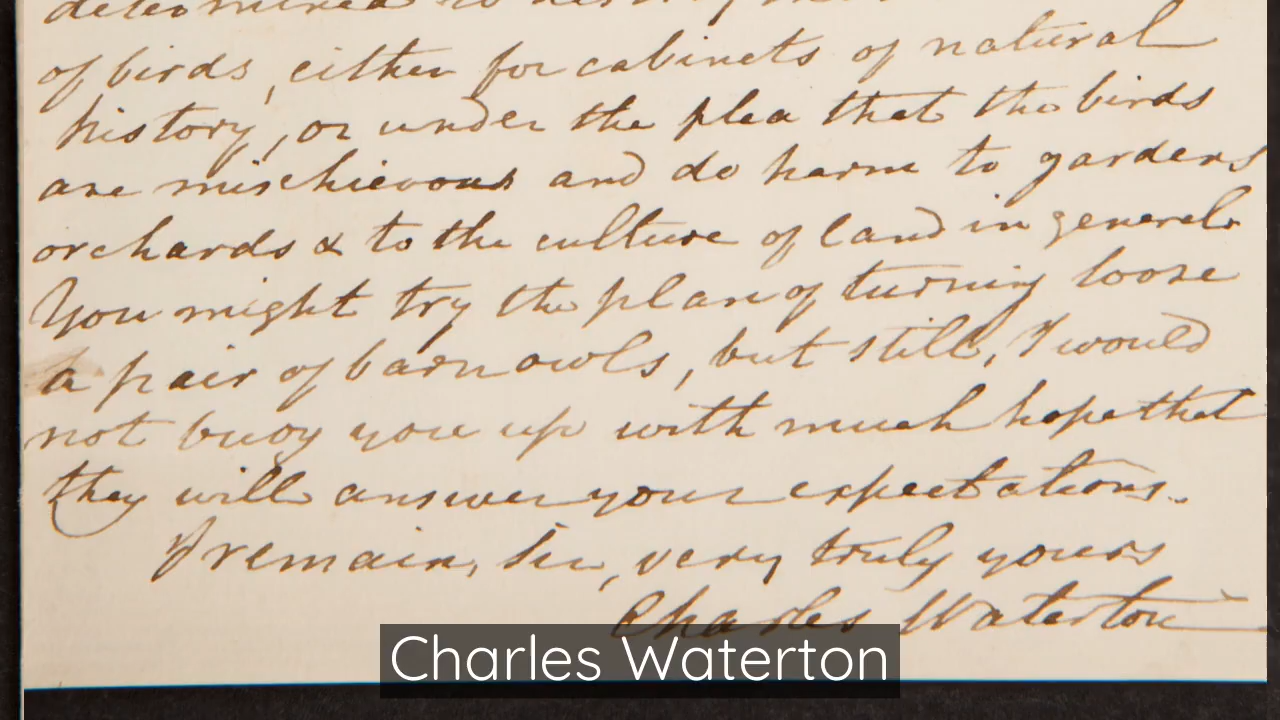 determined to destroy
of birds, either for cabinets of natural
history, or under the plea that the birds
are mischievous and do harm to gardens
orchards & to the culture of land in general.
You might try the plan of turning loose
a pair of barn owls, but still, I would
not buoy you up with much hope that
they will answer your expectations.
I remain, Sir, very truly yours
Charles Waterton
Charles Waterton